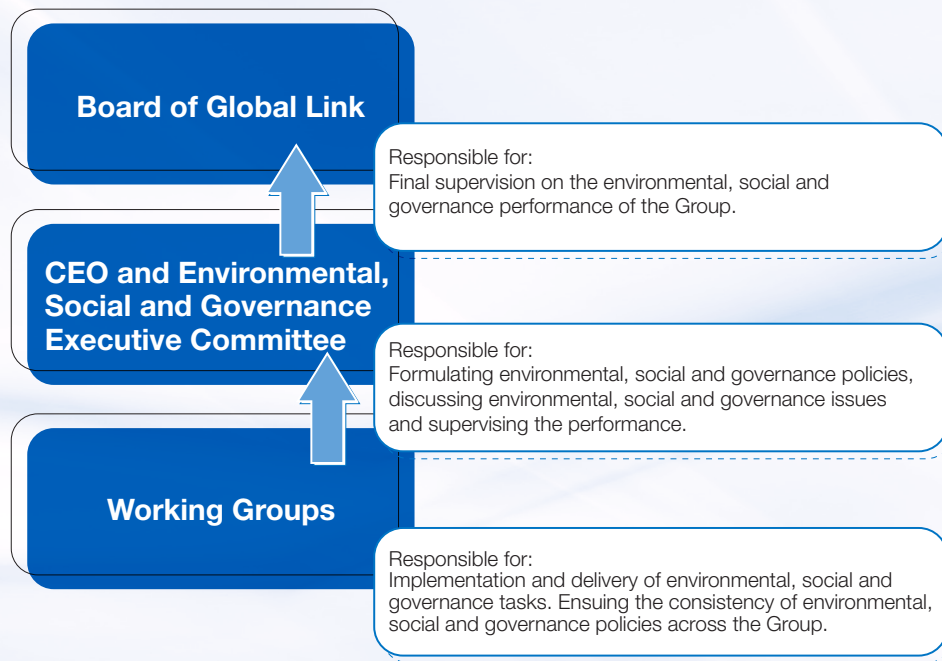 Board of Global Link
Responsible for:
Final supervision on the environmental, social and
governance performance of the Group.
CEO and Environmental,
Social and Governance
Executive Committee
Responsible for:
Formulating environmental, social and governance policies,
discussing environmental, social and governance issues
and supervising the performance.
Working Groups
Responsible for:
Implementation and delivery of environmental, social and
governance tasks. Ensuing the consistency of environmental,
social and governance policies across the Group.